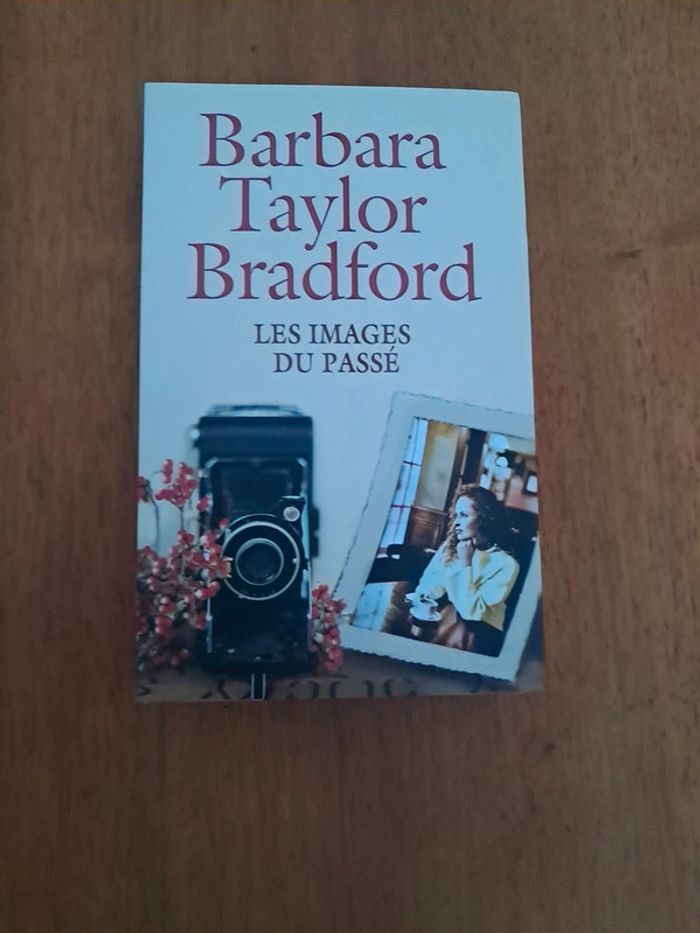 Barbara
Taylor
Bradford
LES IMAGES
DU PASSÉ